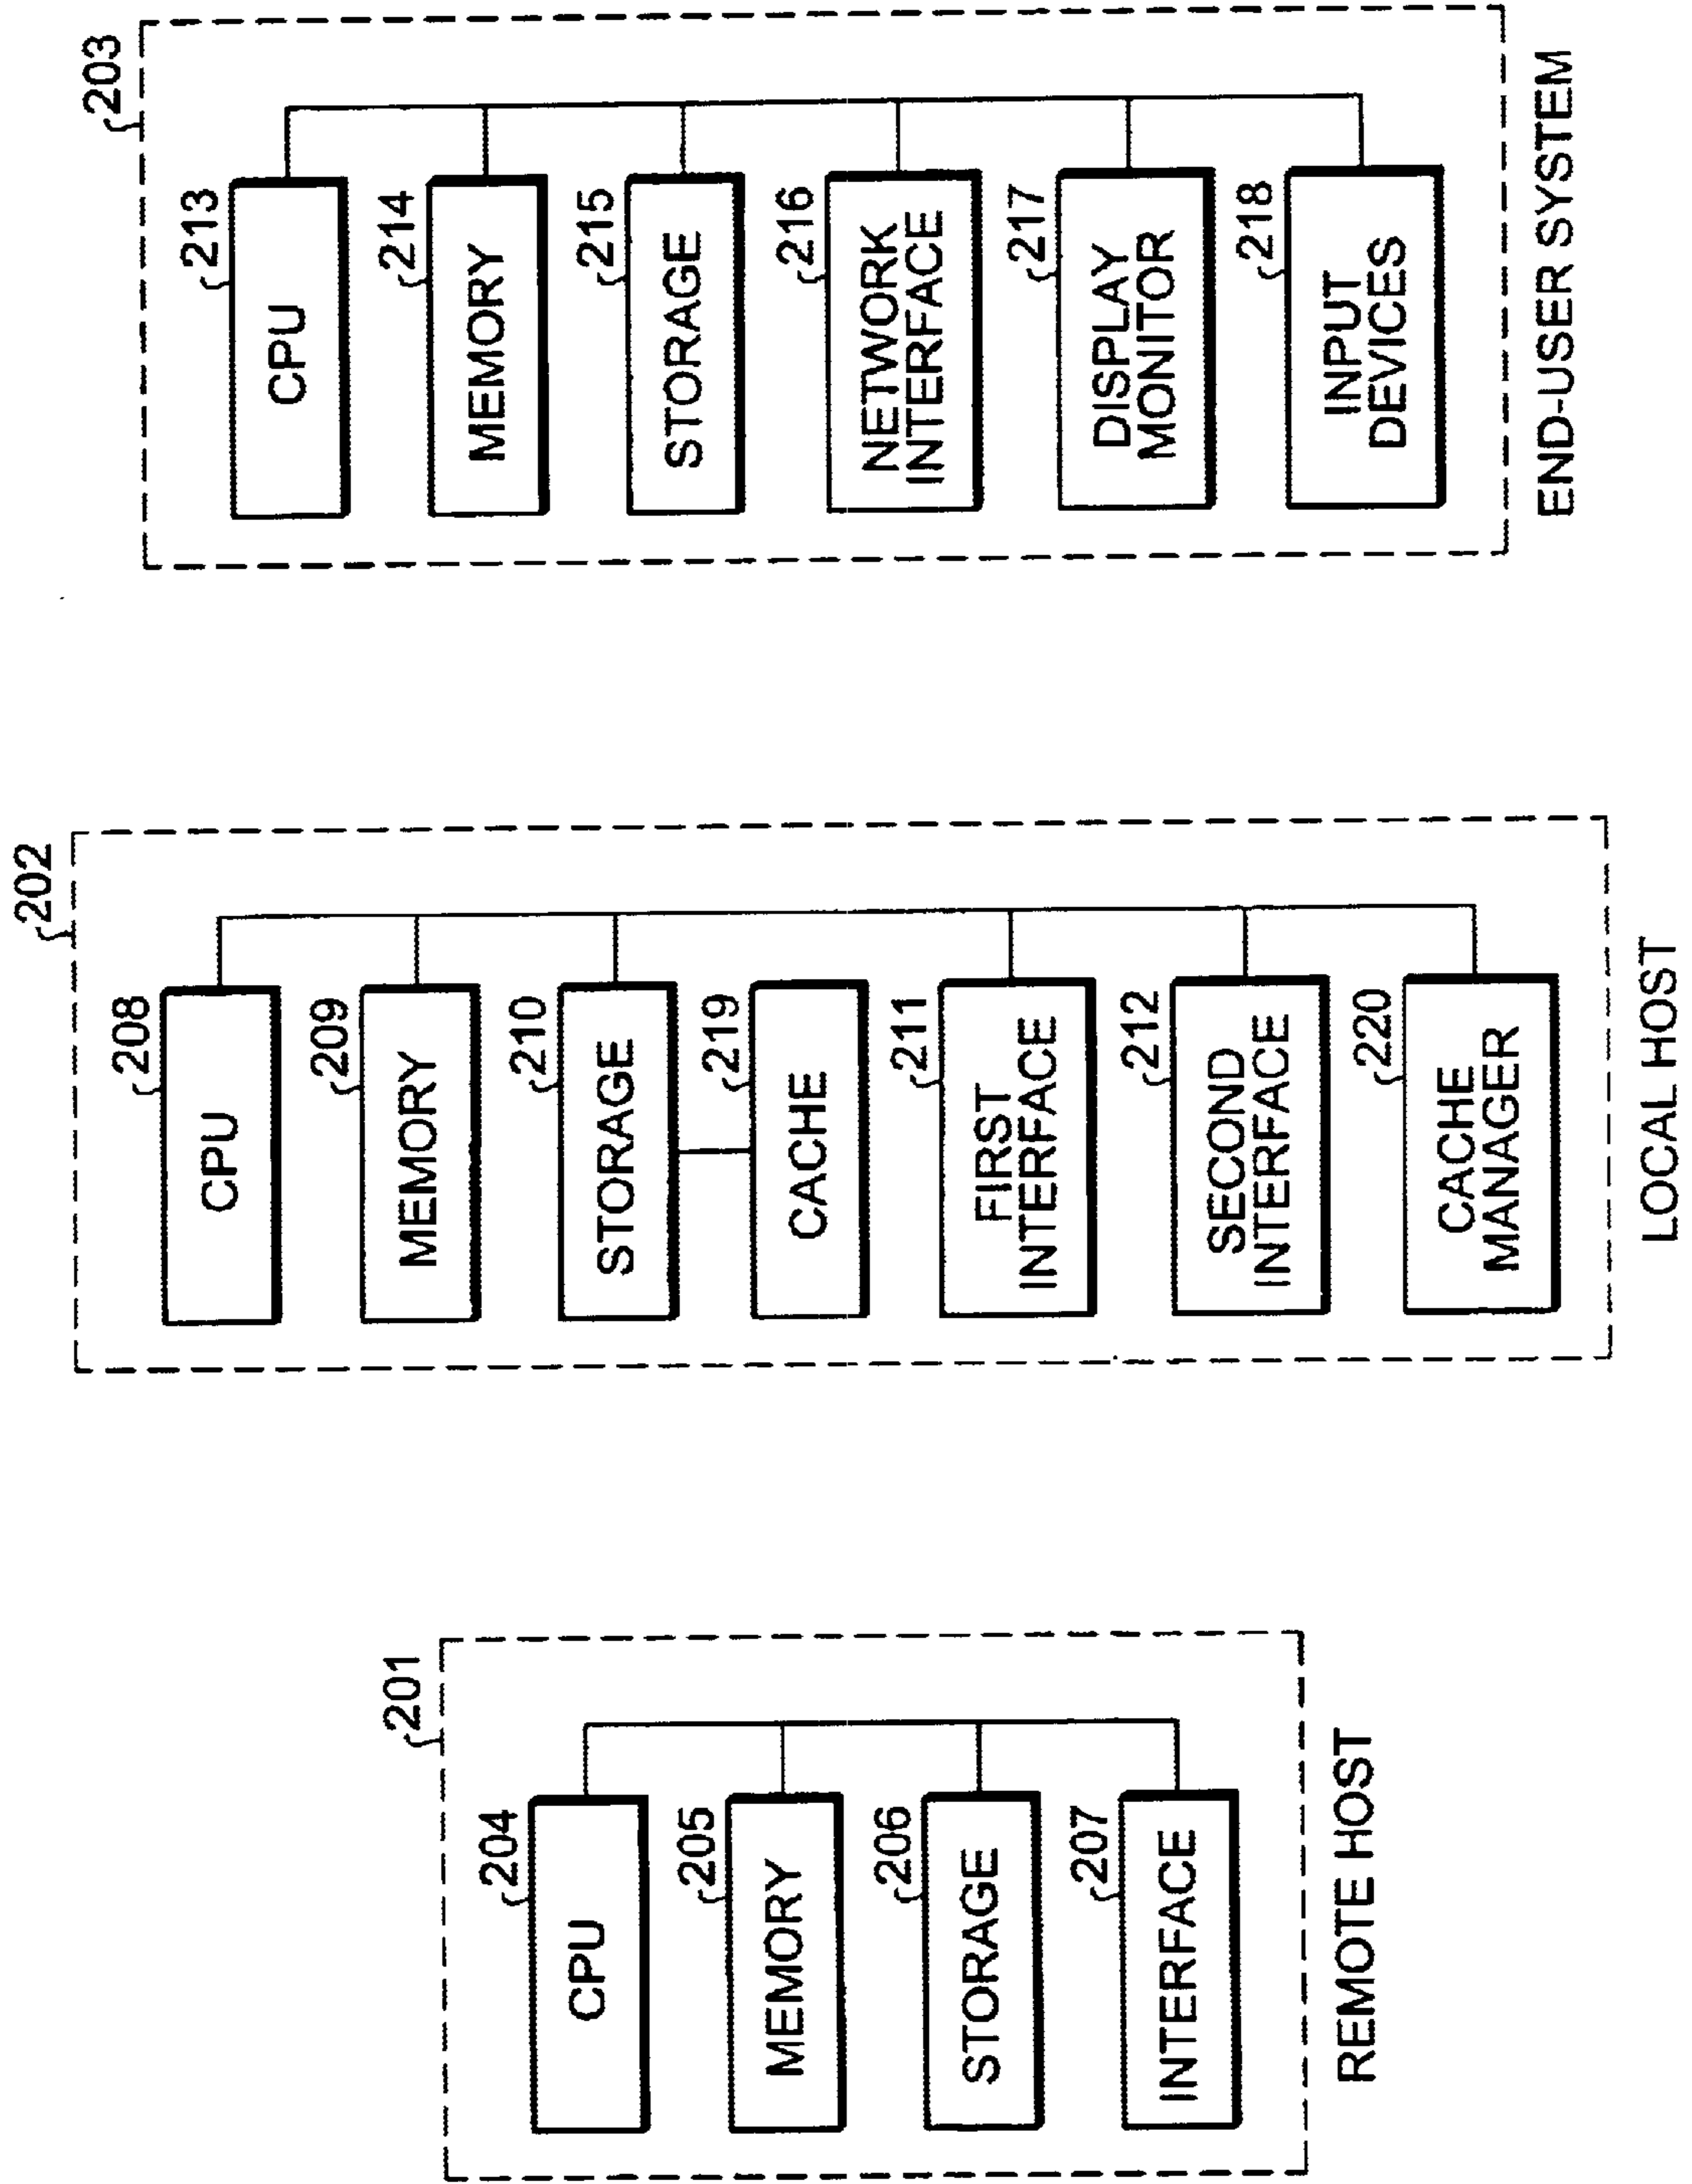 201
204
CPU
205
MEMORY
206
STORAGE
207
INTERFACE
REMOTE HOST
202
208
CPU
209
MEMORY
210
STORAGE
219
CACHE
211
FIRST
INTERFACE
212
SECOND
INTERFACE
220
CACHE
MANAGER
LOCAL HOST
203
213
CPU
214
MEMORY
215
STORAGE
216
NETWORK
INTERFACE
217
DISPLAY
MONITOR
218
INPUT
DEVICES
END-USER SYSTEM